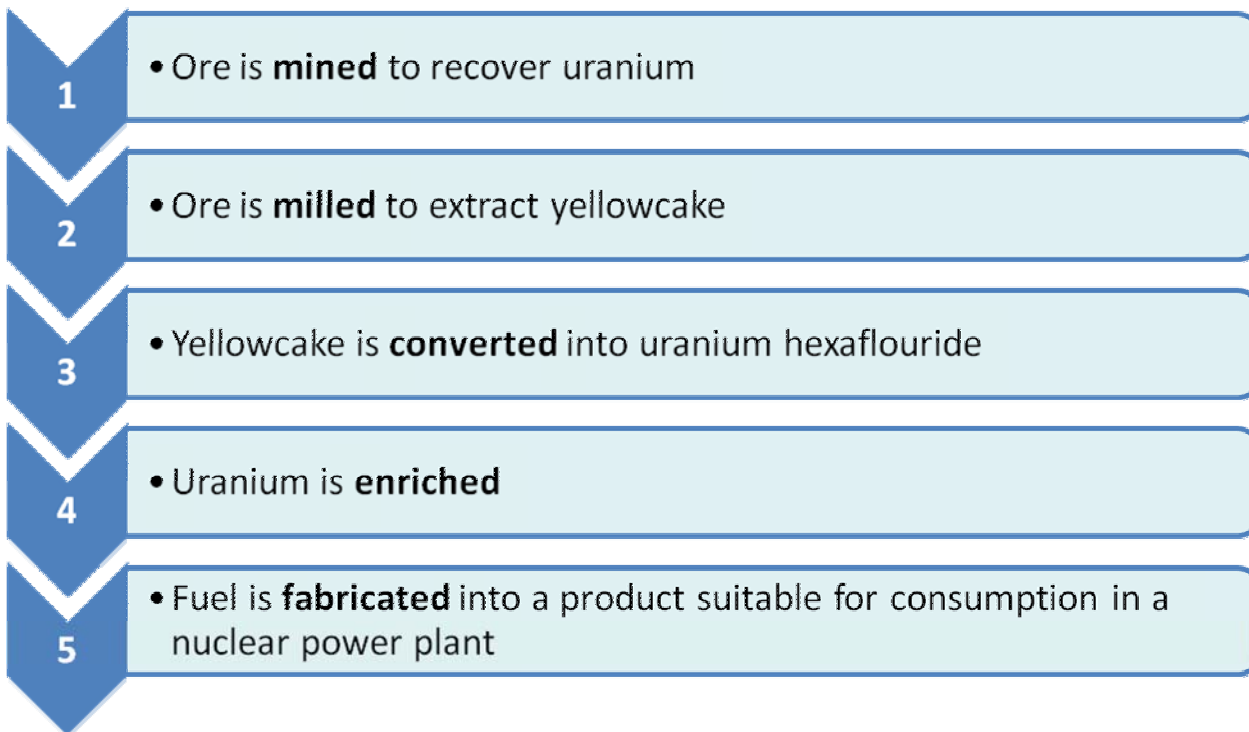 1
• Ore is mined to recover uranium
2
• Ore is milled to extract yellowcake
3
• Yellowcake is converted into uranium hexaflouride
4
• Uranium is enriched
5
• Fuel is fabricated into a product suitable for consumption in a
nuclear power plant